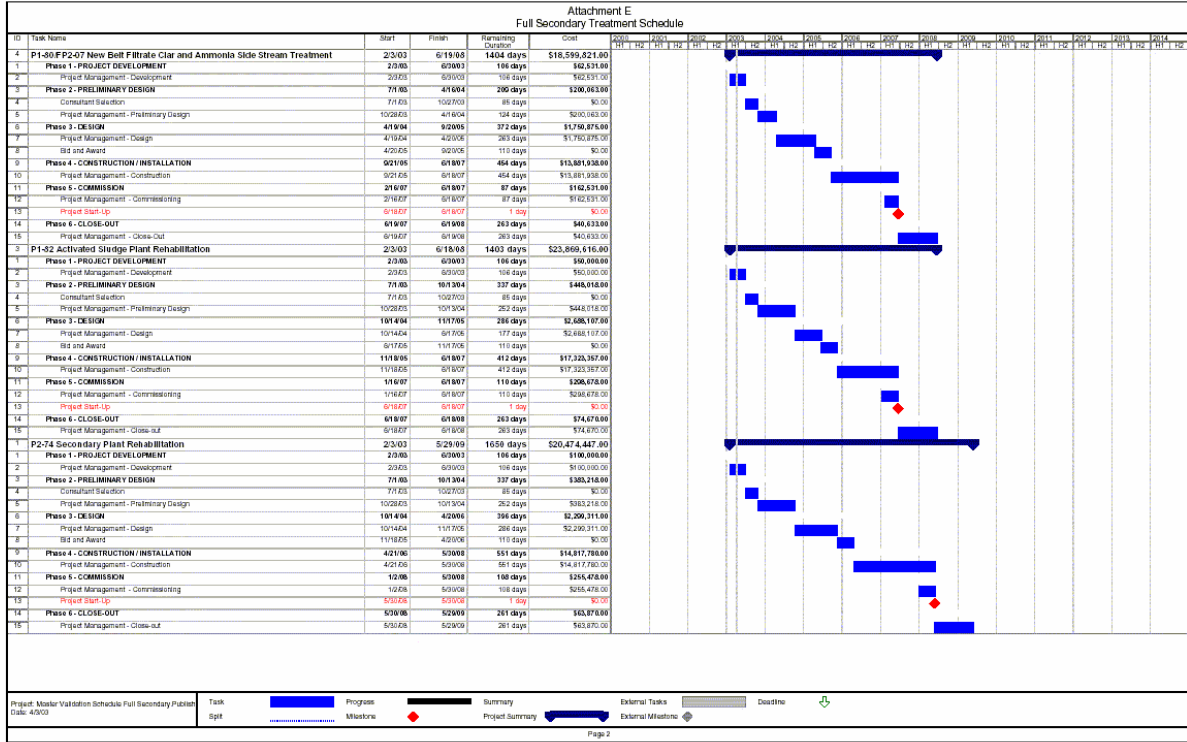 Attachment E
Full Secondary Treatment Schedule
ID Task Name Start Finish Remaining Duration Cost 2000 2001 2002 2003 2004 2005 2006 2007 2008 2009 2010 2011 2012 2013 2014
H1 H2 H1 H2 H1 H2 H1 H2 H1 H2 H1 H2 H1 H2 H1 H2 H1 H2 H1 H2 H1 H2 H1 H2 H1 H2 H1 H2 H1
4 P1-80/FP2-07 New Belt Filtrate Clar and Ammonia Side Stream Treatment 2/3/03 6/19/08 1404 days $18,599,821.00
1 Phase 1 - PROJECT DEVELOPMENT 2/3/03 6/30/03 106 days $62,531.00
2 Project Management - Development 2/3/03 6/30/03 106 days $62,531.00
3 Phase 2 - PRELIMINARY DESIGN 7/1/03 4/16/04 209 days $200,063.00
4 Consultant Selection 7/1/03 10/27/03 85 days $0.00
5 Project Management - Preliminary Design 10/28/03 4/16/04 124 days $200,063.00
6 Phase 3 - DESIGN 4/19/04 9/20/05 372 days $1,750,875.00
7 Project Management - Design 4/19/04 4/20/05 263 days $1,750,875.00
8 Bid and Award 4/20/05 9/20/05 110 days $0.00
9 Phase 4 - CONSTRUCTION / INSTALLATION 9/21/05 6/18/07 454 days $13,881,938.00
10 Project Management - Construction 9/21/05 6/18/07 454 days $13,881,938.00
11 Phase 5 - COMMISSION 2/16/07 6/18/07 87 days $162,531.00
12 Project Management - Commissioning 2/16/07 6/18/07 87 days $162,531.00
13 Project Start-Up 6/18/07 6/18/07 1 day $0.00
14 Phase 6 - CLOSE-OUT 6/19/07 6/19/08 263 days $40,633.00
15 Project Management - Close-Out 6/19/07 6/19/08 263 days $40,633.00
3 P1-82 Activated Sludge Plant Rehabilitation 2/3/03 6/18/08 1403 days $23,869,616.00
1 Phase 1 - PROJECT DEVELOPMENT 2/3/03 6/30/03 106 days $50,000.00
2 Project Management - Development 2/3/03 6/30/03 106 days $50,000.00
3 Phase 2 - PRELIMINARY DESIGN 7/1/03 10/13/04 337 days $448,018.00
4 Consultant Selection 7/1/03 10/27/03 85 days $0.00
5 Project Management - Preliminary Design 10/28/03 10/13/04 252 days $448,018.00
6 Phase 3 - DESIGN 10/14/04 11/17/05 286 days $2,688,107.00
7 Project Management - Design 10/14/04 6/17/05 177 days $2,688,107.00
8 Bid and Award 6/17/05 11/17/05 110 days $0.00
9 Phase 4 - CONSTRUCTION / INSTALLATION 11/18/05 6/18/07 412 days $17,323,357.00
10 Project Management - Construction 11/18/05 6/18/07 412 days $17,323,357.00
11 Phase 5 - COMMISSION 1/16/07 6/18/07 110 days $298,678.00
12 Project Management - Commissioning 1/16/07 6/18/07 110 days $298,678.00
13 Project Start-Up 6/18/07 6/18/07 1 day $0.00
14 Phase 6 - CLOSE-OUT 6/18/07 6/18/08 263 days $74,670.00
15 Project Management - Close-out 6/18/07 6/18/08 263 days $74,670.00
1 P2-74 Secondary Plant Rehabilitation 2/3/03 5/29/09 1650 days $20,474,447.00
1 Phase 1 - PROJECT DEVELOPMENT 2/3/03 6/30/03 106 days $100,000.00
2 Project Management - Development 2/3/03 6/30/03 106 days $100,000.00
3 Phase 2 - PRELIMINARY DESIGN 7/1/03 10/13/04 337 days $383,218.00
4 Consultant Selection 7/1/03 10/27/03 85 days $0.00
5 Project Management - Preliminary Design 10/28/03 10/13/04 252 days $383,218.00
6 Phase 3 - DESIGN 10/14/04 4/20/06 396 days $2,299,311.00
7 Project Management - Design 10/14/04 11/17/05 286 days $2,299,311.00
8 Bid and Award 11/18/05 4/20/06 110 days $0.00
9 Phase 4 - CONSTRUCTION / INSTALLATION 4/21/06 5/30/08 551 days $14,817,780.00
10 Project Management - Construction 4/21/06 5/30/08 551 days $14,817,780.00
11 Phase 5 - COMMISSION 1/2/08 5/30/08 108 days $255,478.00
12 Project Management - Commissioning 1/2/08 5/30/08 108 days $255,478.00
13 Project Start-Up 5/30/08 5/30/08 1 day $0.00
14 Phase 6 - CLOSE-OUT 5/30/08 5/29/09 261 days $63,870.00
15 Project Management - Close-out 5/30/08 5/29/09 261 days $63,870.00
Project: Master Validation Schedule Full Secondary Publish
Date: 4/3/03
Task Progress Summary External Tasks Deadline
Split Milestone Project Summary External Milestone
Page 2